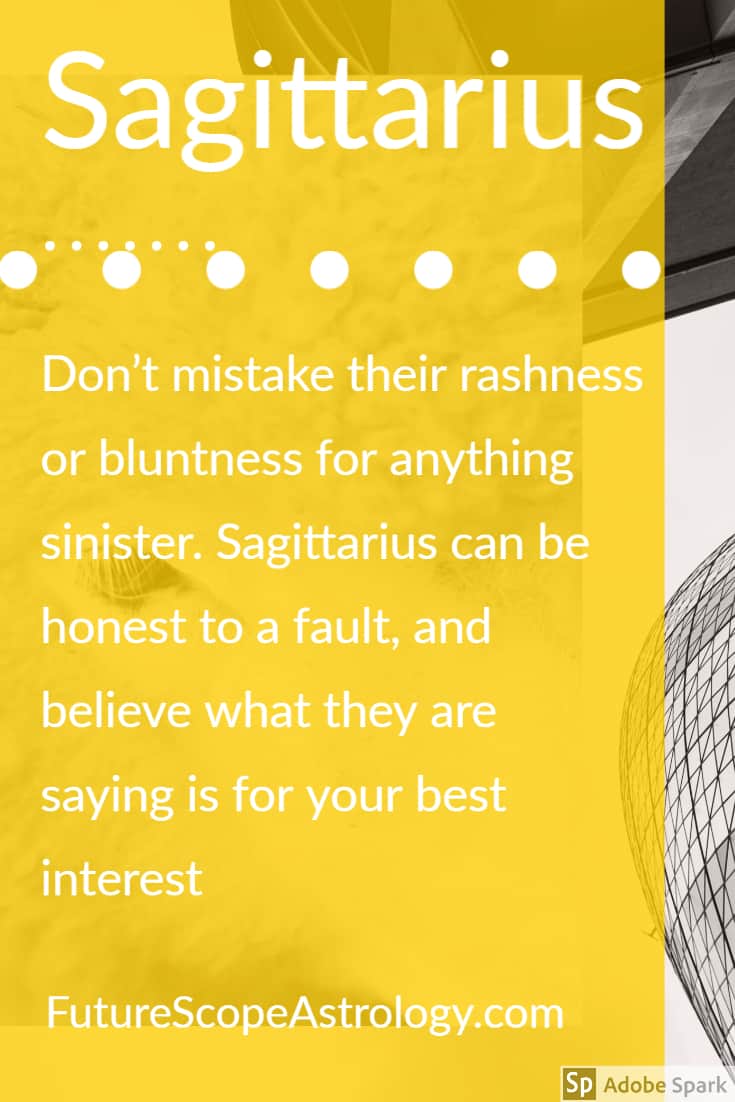 Sagittarius
Don’t mistake their rashness
or bluntness for anything
sinister. Sagittarius can be
honest to a fault, and
believe what they are
saying is for your best
interest
FutureScopeAstrology.com
Sp Adobe Spark